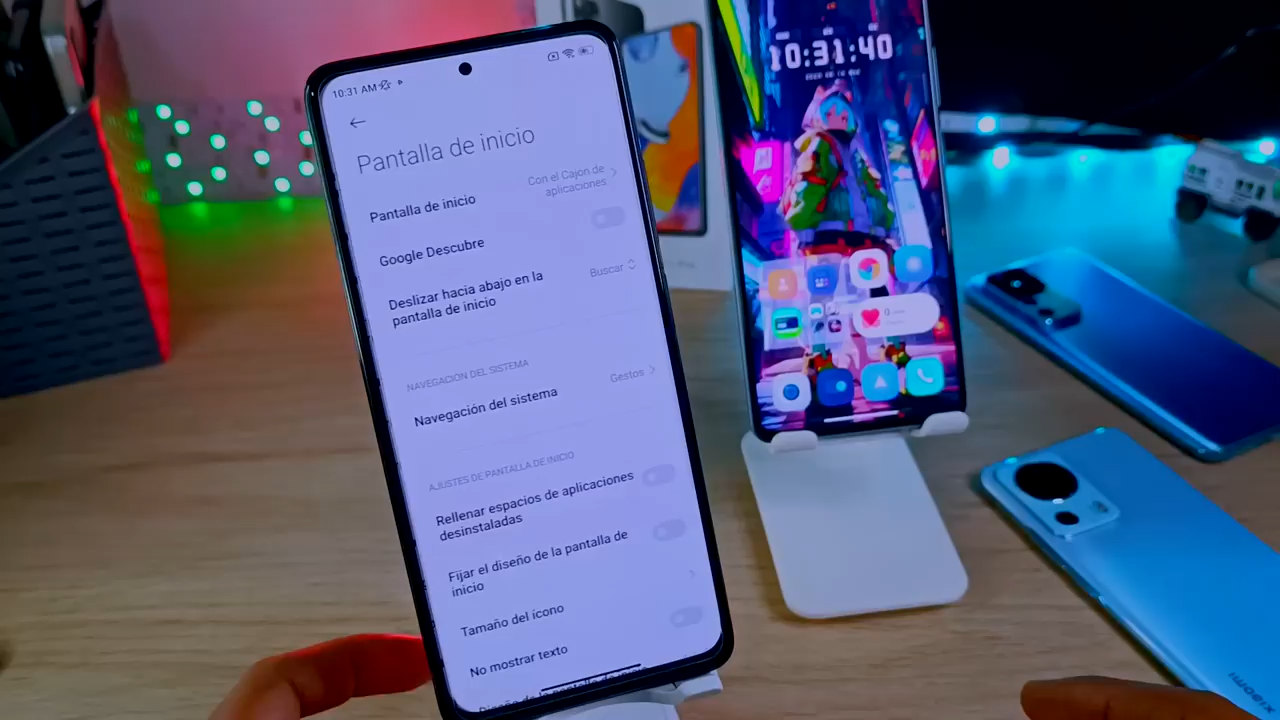 10:31 AM
Pantalla de inicio
Pantalla de inicio
Con el Cajón de
aplicaciones
Google Descubre
Deslizar hacia abajo en la
pantalla de inicio
Buscar
NAVEGACIÓN DEL SISTEMA
Navegación del sistema
Gestos
AJUSTES DE PANTALLA DE INICIO
Rellenar espacios de aplicaciones
desinstaladas
Fijar el diseño de la pantalla de
inicio
Tamaño del icono
No mostrar texto
10:31:40
xiaomi